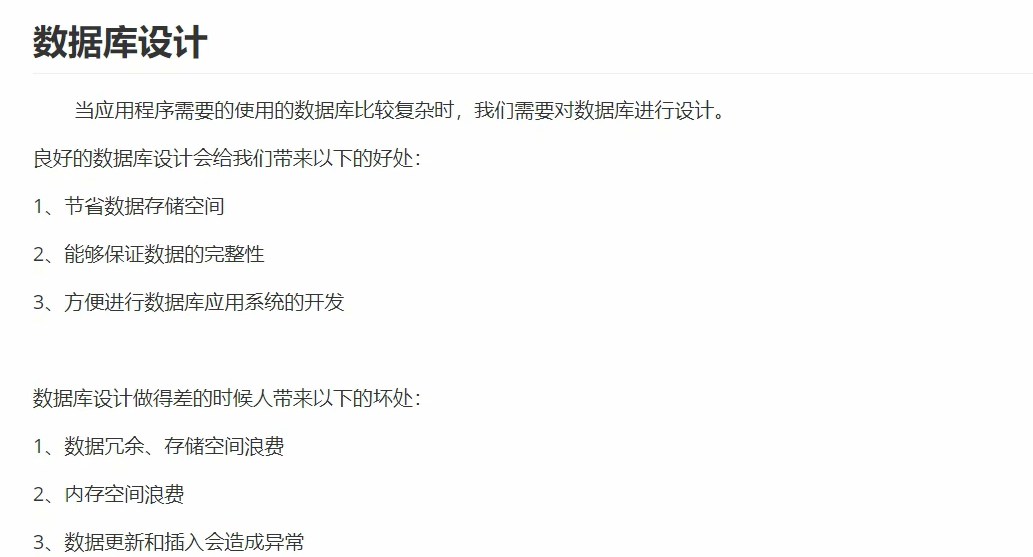 数据库设计
当应用程序需要的使用的数据库比较复杂时，我们需要对数据库进行设计。
良好的数据库设计会给我们带来以下的好处：
1、节省数据存储空间
2、能够保证数据的完整性
3、方便进行数据库应用系统的开发
数据库设计做得差的时候人带来以下的坏处：
1、数据冗余、存储空间浪费
2、内存空间浪费
3、数据更新和插入会造成异常